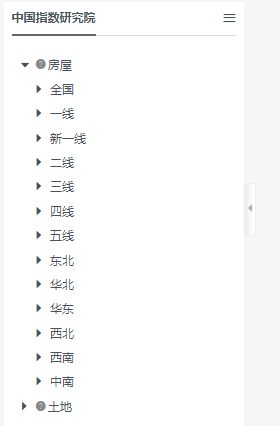 中国指数研究院
房屋
全国
一线
新一线
二线
三线
四线
五线
东北
华北
华东
西北
西南
中南
土地